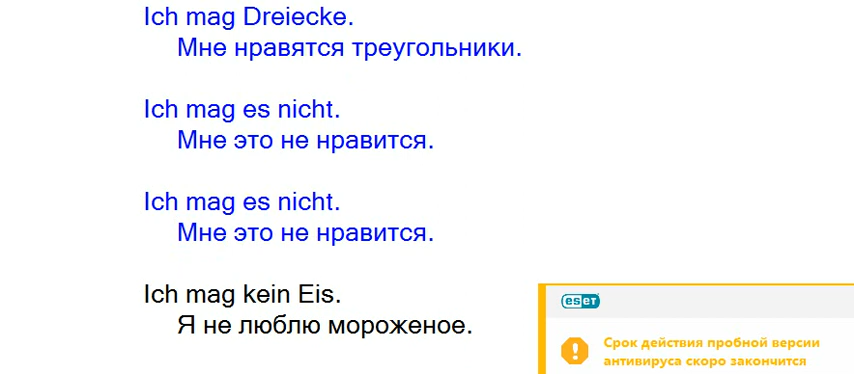 Ich mag Dreiecke.
Мне нравятся треугольники.
Ich mag es nicht.
Мне это не нравится.
Ich mag es nicht.
Мне это не нравится.
Ich mag kein Eis.
Я не люблю мороженое.
eset
Срок действия пробной версии
антивируса скоро закончится